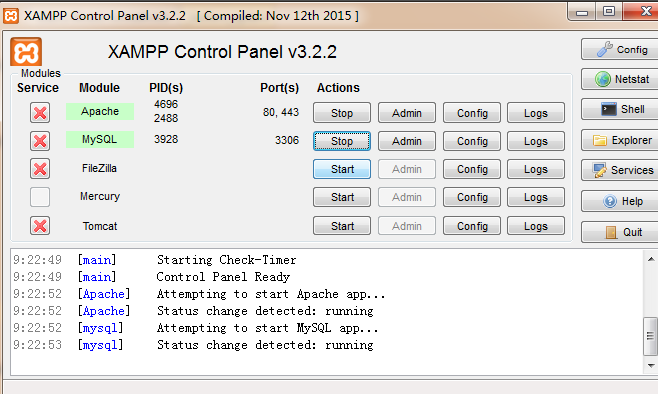 XAMPP Control Panel v3.2.2 [ Compiled: Nov 12th 2015 ]
XAMPP Control Panel v3.2.2
Config
Modules
Service Module PID(s) Port(s) Actions
Netstat
Apache 4696 2488 80, 443 Stop Admin Config Logs
Shell
MySQL 3928 3306 Stop Admin Config Logs
Explorer
FileZilla Start Admin Config Logs
Services
Mercury Start Admin Config Logs
Help
Tomcat Start Admin Config Logs
Quit
9:22:49 [main] Starting Check-Timer
9:22:49 [main] Control Panel Ready
9:22:52 [Apache] Attempting to start Apache app...
9:22:52 [Apache] Status change detected: running
9:22:52 [mysql] Attempting to start MySQL app...
9:22:53 [mysql] Status change detected: running